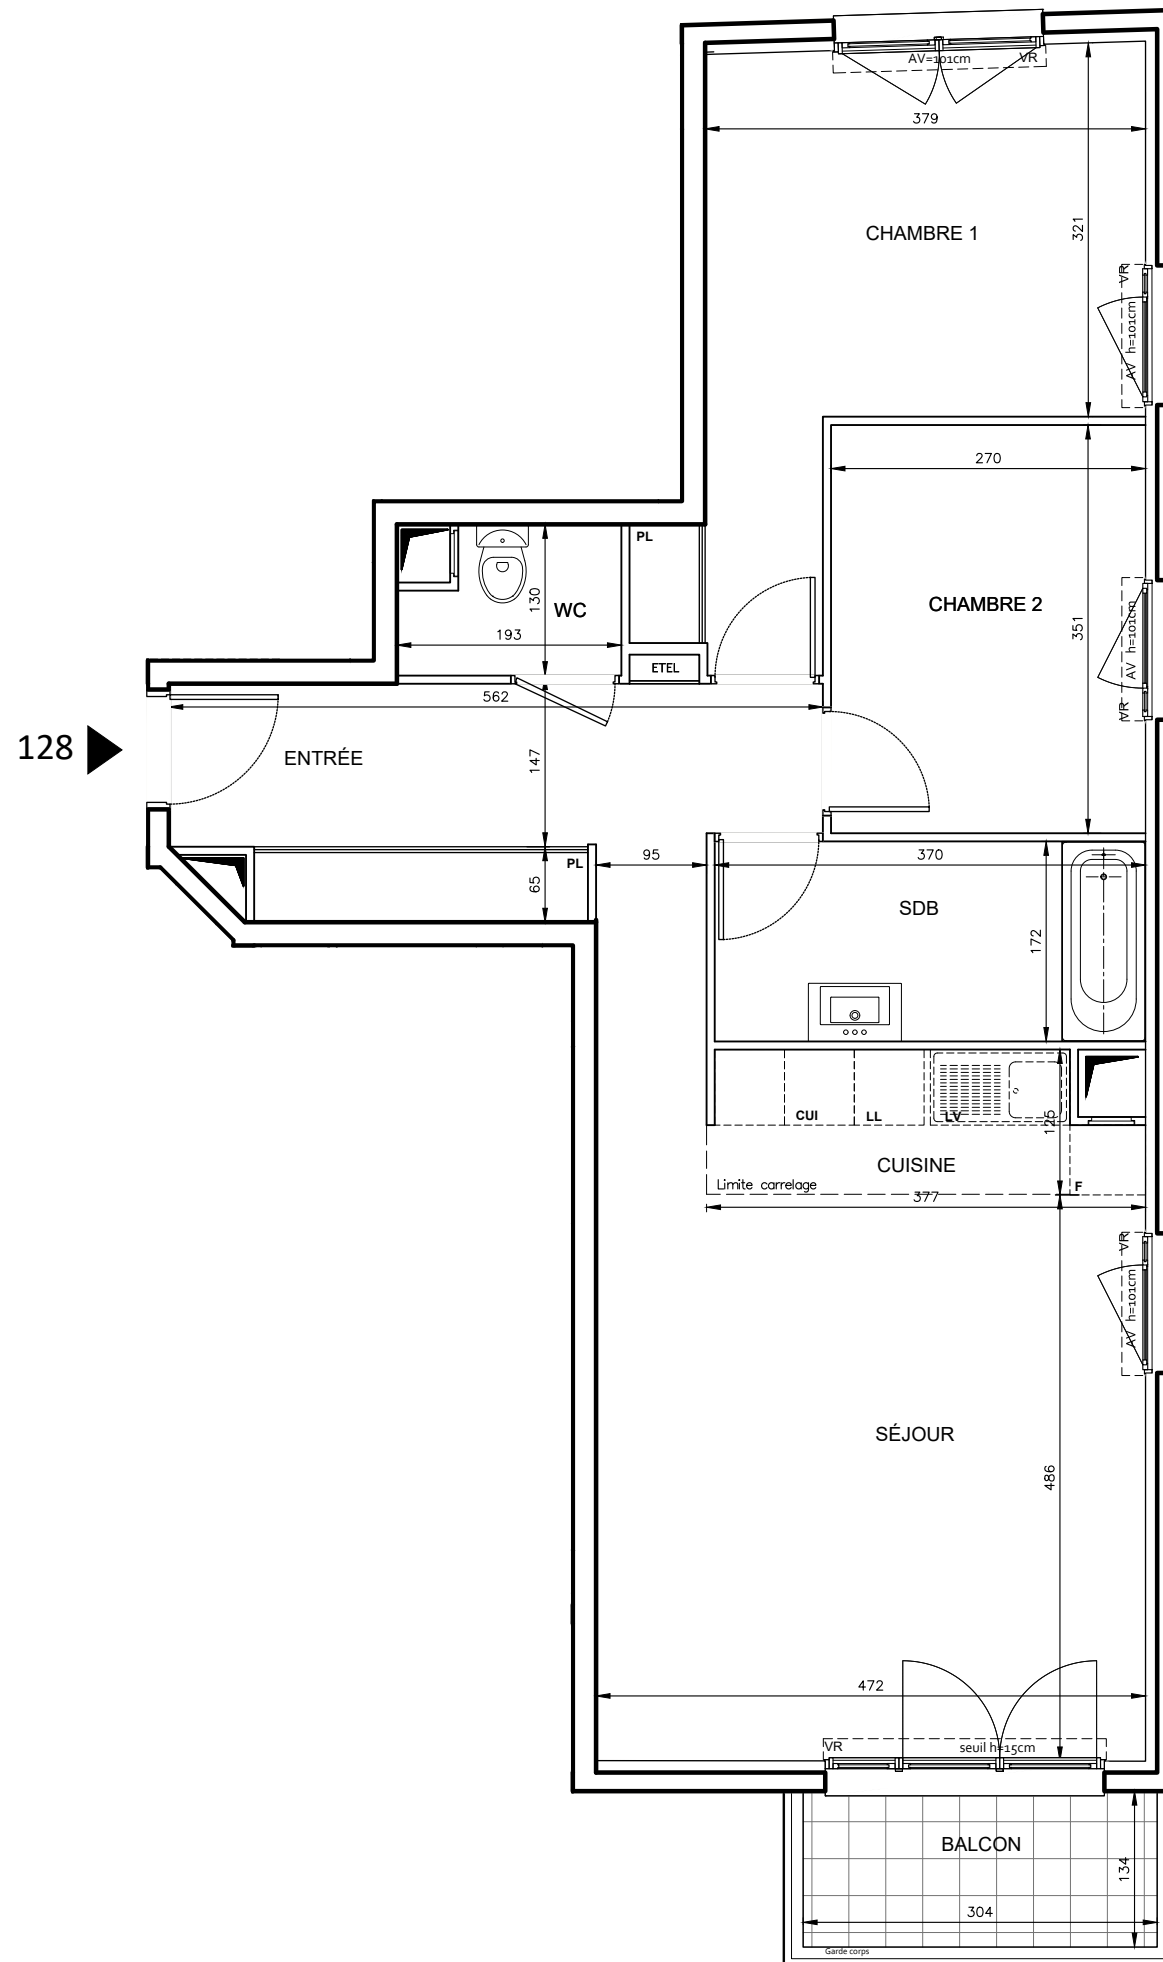 AV=101cm
VR
379
CHAMBRE 1
321
VR
AV h=101cm
270
PL
CHAMBRE 2
351
130
WC
193
AV h=101cm
ETEL
562
VR
128
ENTRÉE
147
95
370
PL
65
SDB
172
CUI
LL
LV
125
CUISINE
Limite carrelage
F
377
VR
AV h=101cm
SÉJOUR
486
472
VR
seuil h=15cm
BALCON
134
304
Garde corps